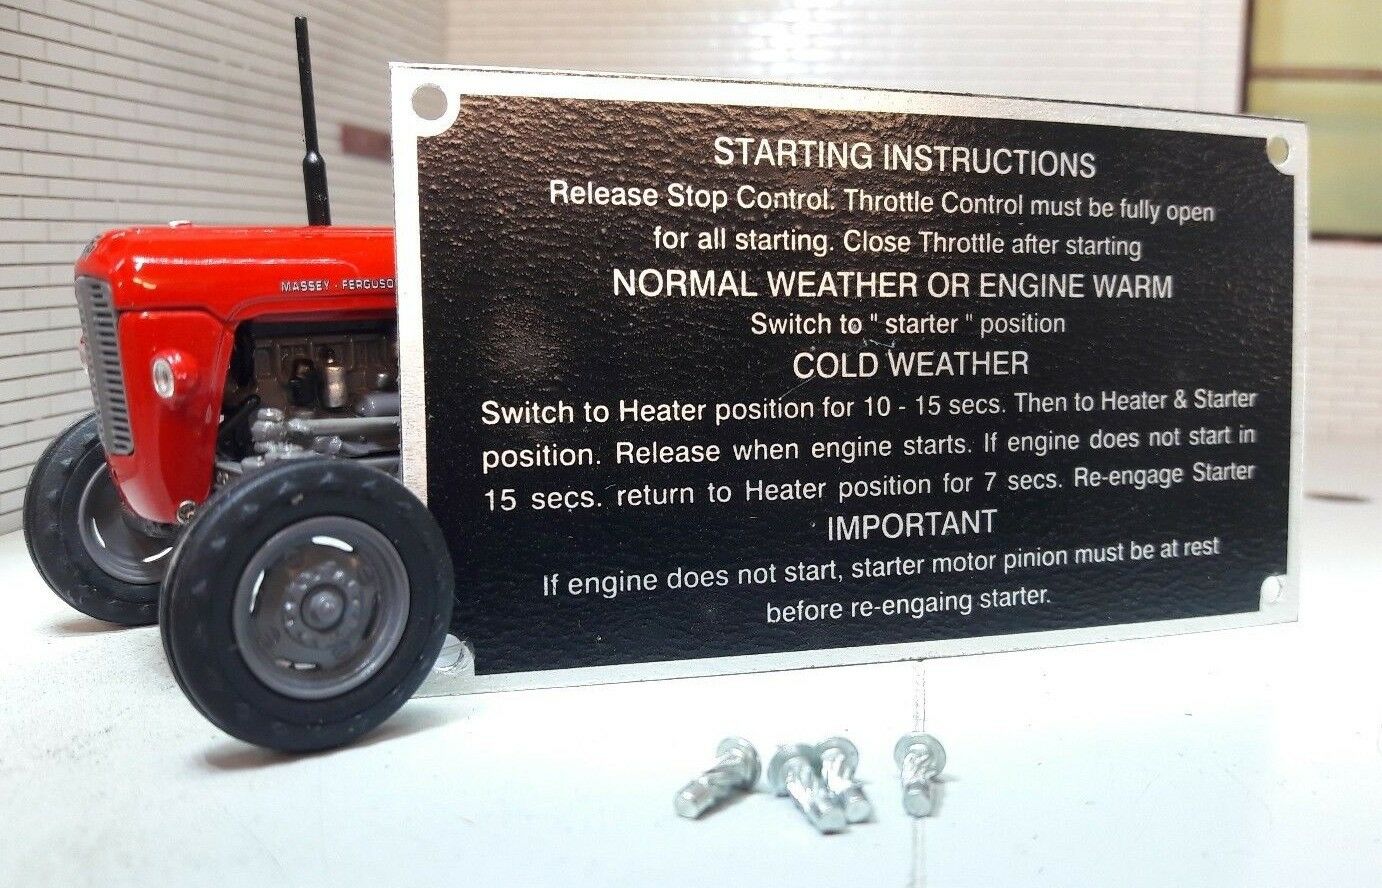 STARTING INSTRUCTIONS
Release Stop Control. Throttle Control must be fully open
for all starting. Close Throttle after starting
NORMAL WEATHER OR ENGINE WARM
Switch to " starter " position
COLD WEATHER
Switch to Heater position for 10 - 15 secs. Then to Heater & Starter
position. Release when engine starts. If engine does not start in
15 secs. return to Heater position for 7 secs. Re-engage Starter
IMPORTANT
If engine does not start, starter motor pinion must be at rest
before re-engaing starter.
MASSEY - FERGUSO